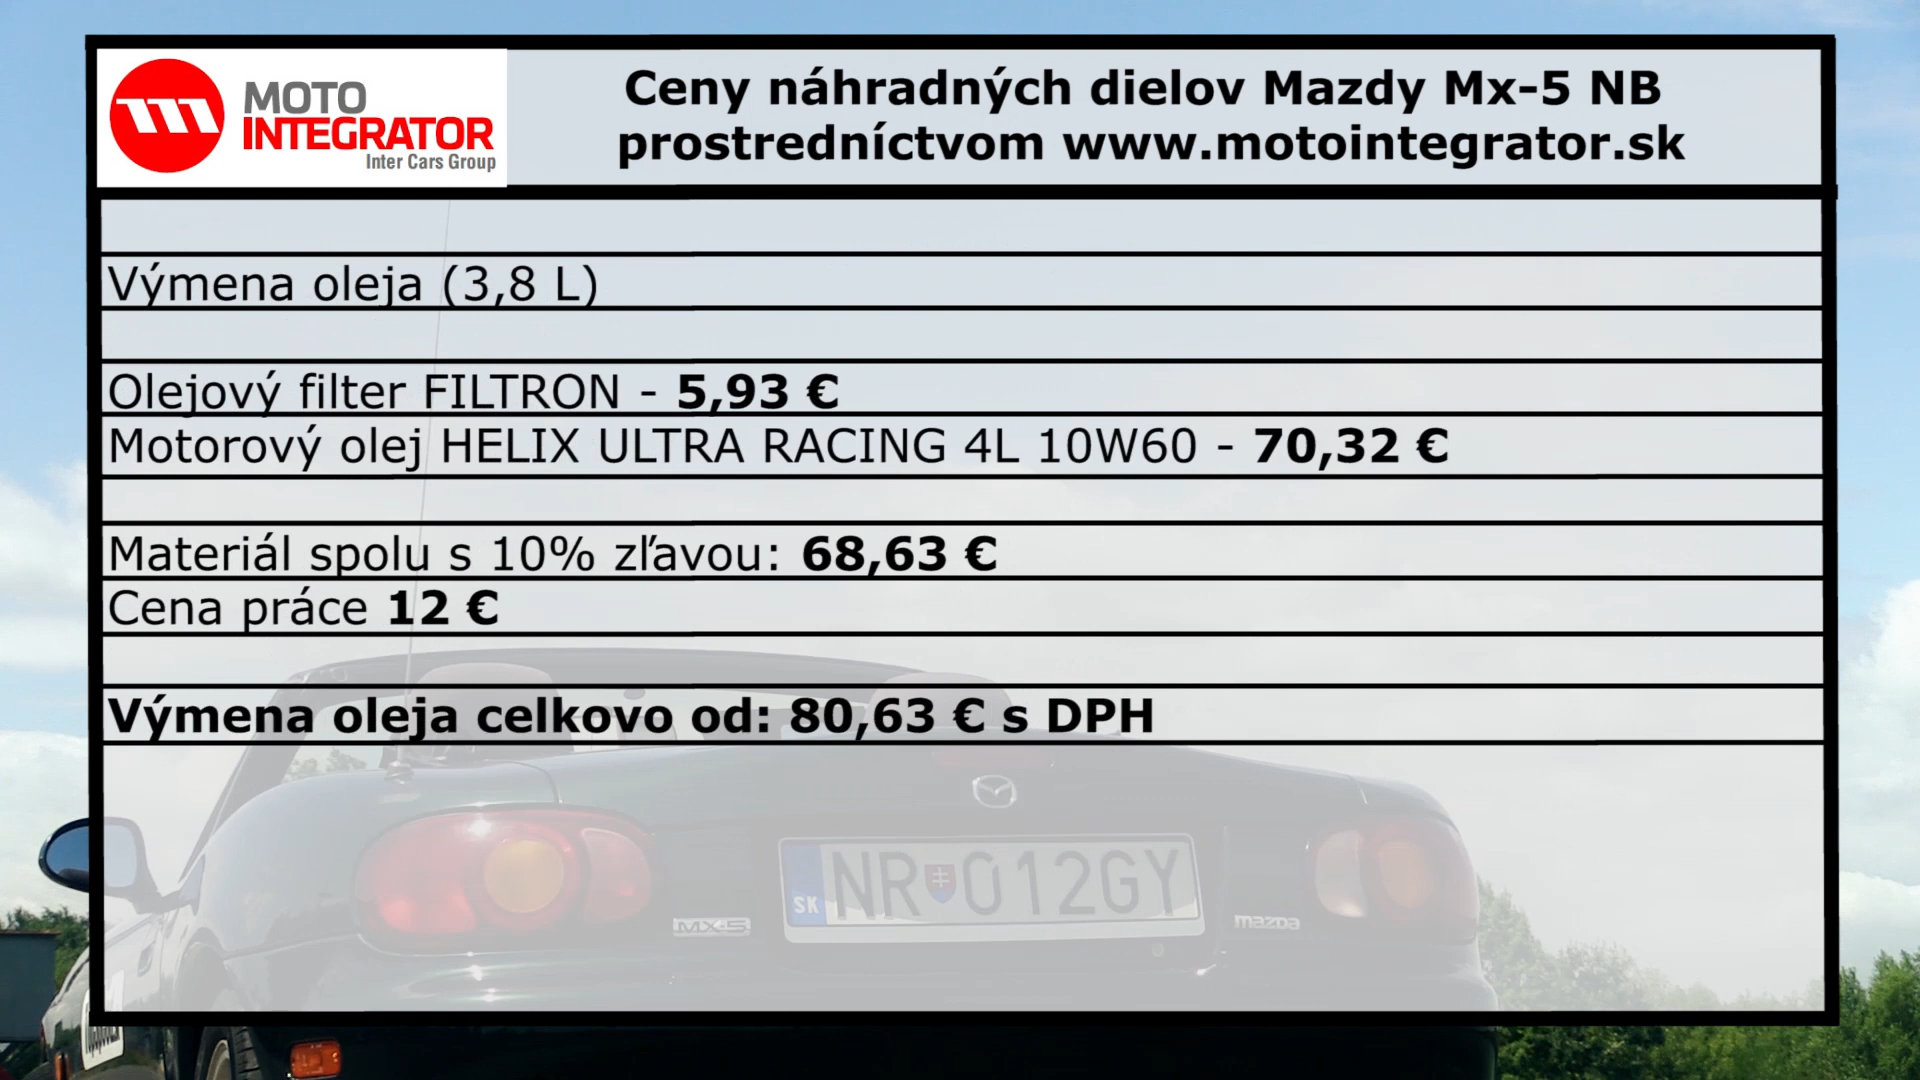 MOTO
INTEGRATOR
Inter Cars Group
Ceny náhradných dielov Mazdy Mx-5 NB
prostredníctvom www.motointegrator.sk
Výmena oleja (3,8 L)
Olejový filter FILTRON - 5,93 €
Motorový olej HELIX ULTRA RACING 4L 10W60 - 70,32 €
Materiál spolu s 10% zľavou: 68,63 €
Cena práce 12 €
Výmena oleja celkovo od: 80,63 € s DPH
SK NR 012GY
MX-5
mazda